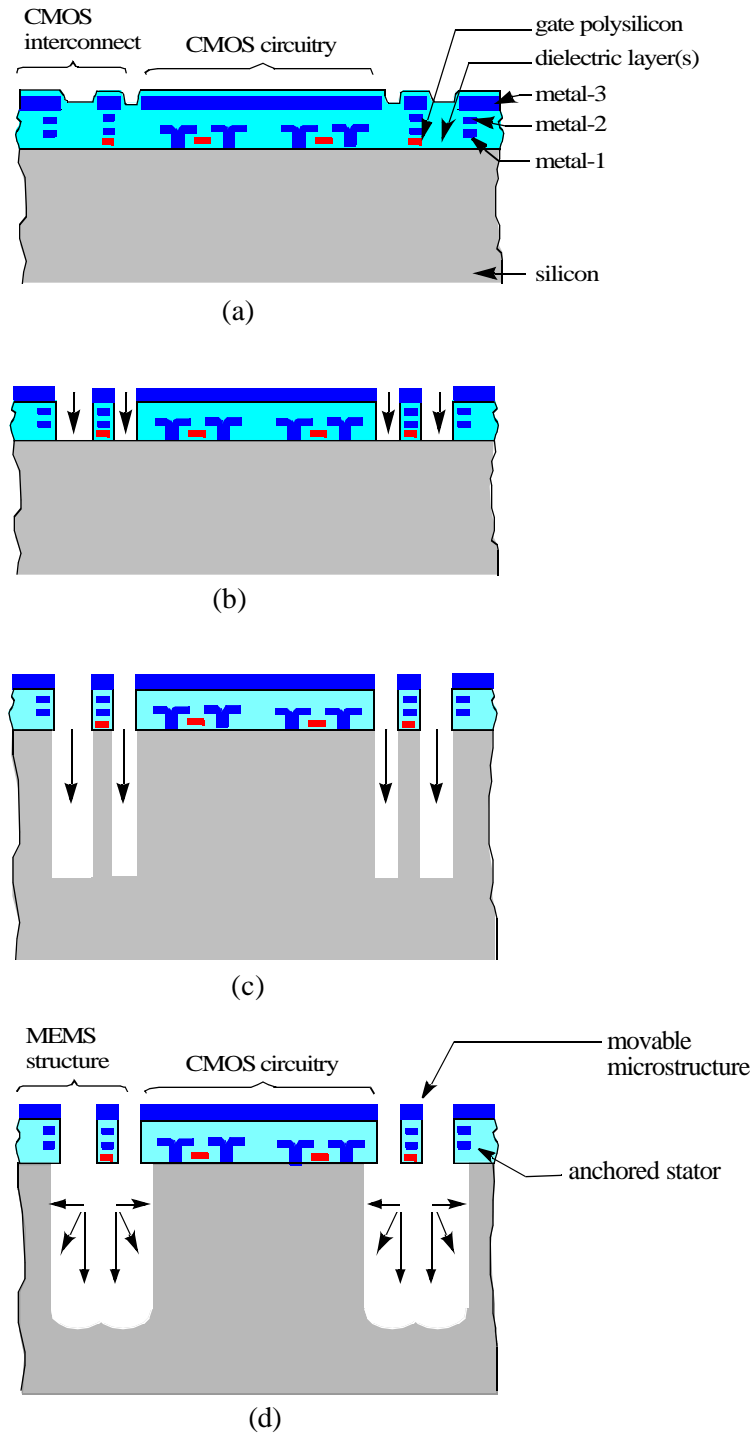 CMOS
interconnect
CMOS circuitry
gate polysilicon
dielectric layer(s)
metal-3
metal-2
metal-1
silicon
(a)
(b)
(c)
MEMS
structure
CMOS circuitry
movable
microstructure
anchored stator
(d)